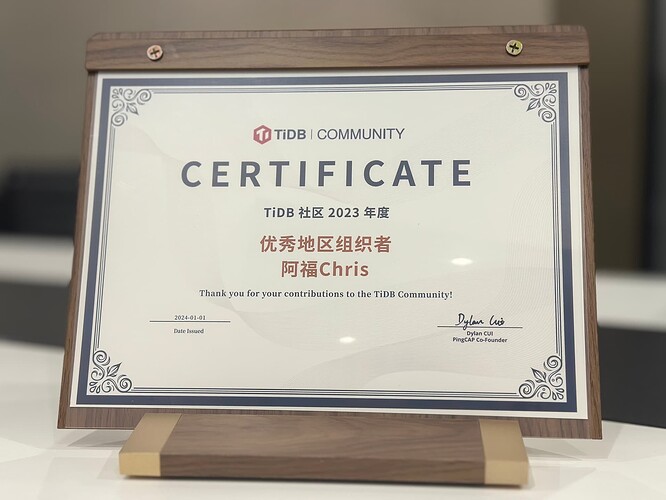 TiDB | COMMUNITY
CERTIFICATE
TiDB 社区 2023 年度
优秀地区组织者
阿福Chris
Thank you for your contributions to the TiDB Community!
2024-01-01
Date Issued
Dylan CUI
PingCAP Co-Founder